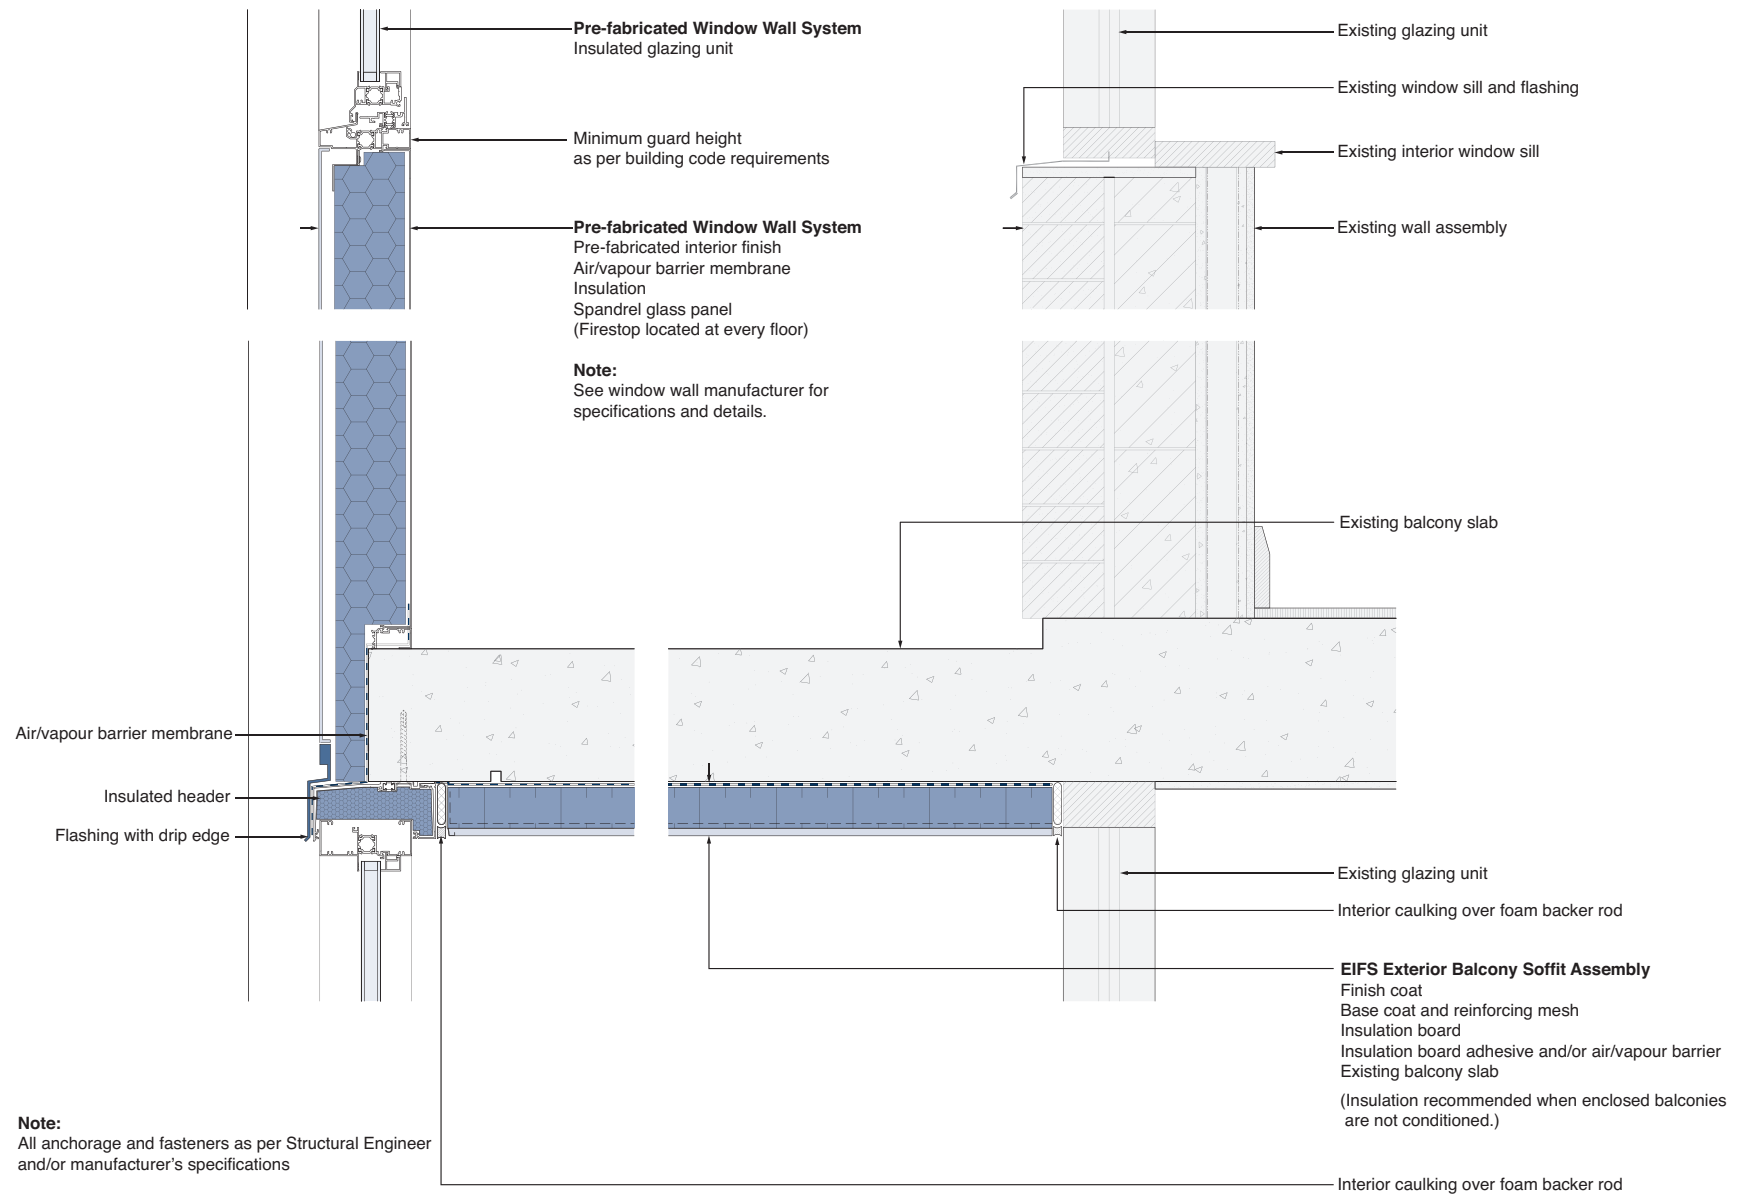 Pre-fabricated Window Wall System
Insulated glazing unit
Minimum guard height
as per building code requirements
Pre-fabricated Window Wall System
Pre-fabricated interior finish
Air/vapour barrier membrane
Insulation
Spandrel glass panel
(Firestop located at every floor)
Note:
See window wall manufacturer for
specifications and details.
Existing glazing unit
Existing window sill and flashing
Existing interior window sill
Existing wall assembly
Existing balcony slab
Air/vapour barrier membrane
Insulated header
Flashing with drip edge
Existing glazing unit
Interior caulking over foam backer rod
EIFS Exterior Balcony Soffit Assembly
Finish coat
Base coat and reinforcing mesh
Insulation board
Insulation board adhesive and/or air/vapour barrier
Existing balcony slab
(Insulation recommended when enclosed balconies
are not conditioned.)
Note:
All anchorage and fasteners as per Structural Engineer
and/or manufacturer’s specifications
Interior caulking over foam backer rod